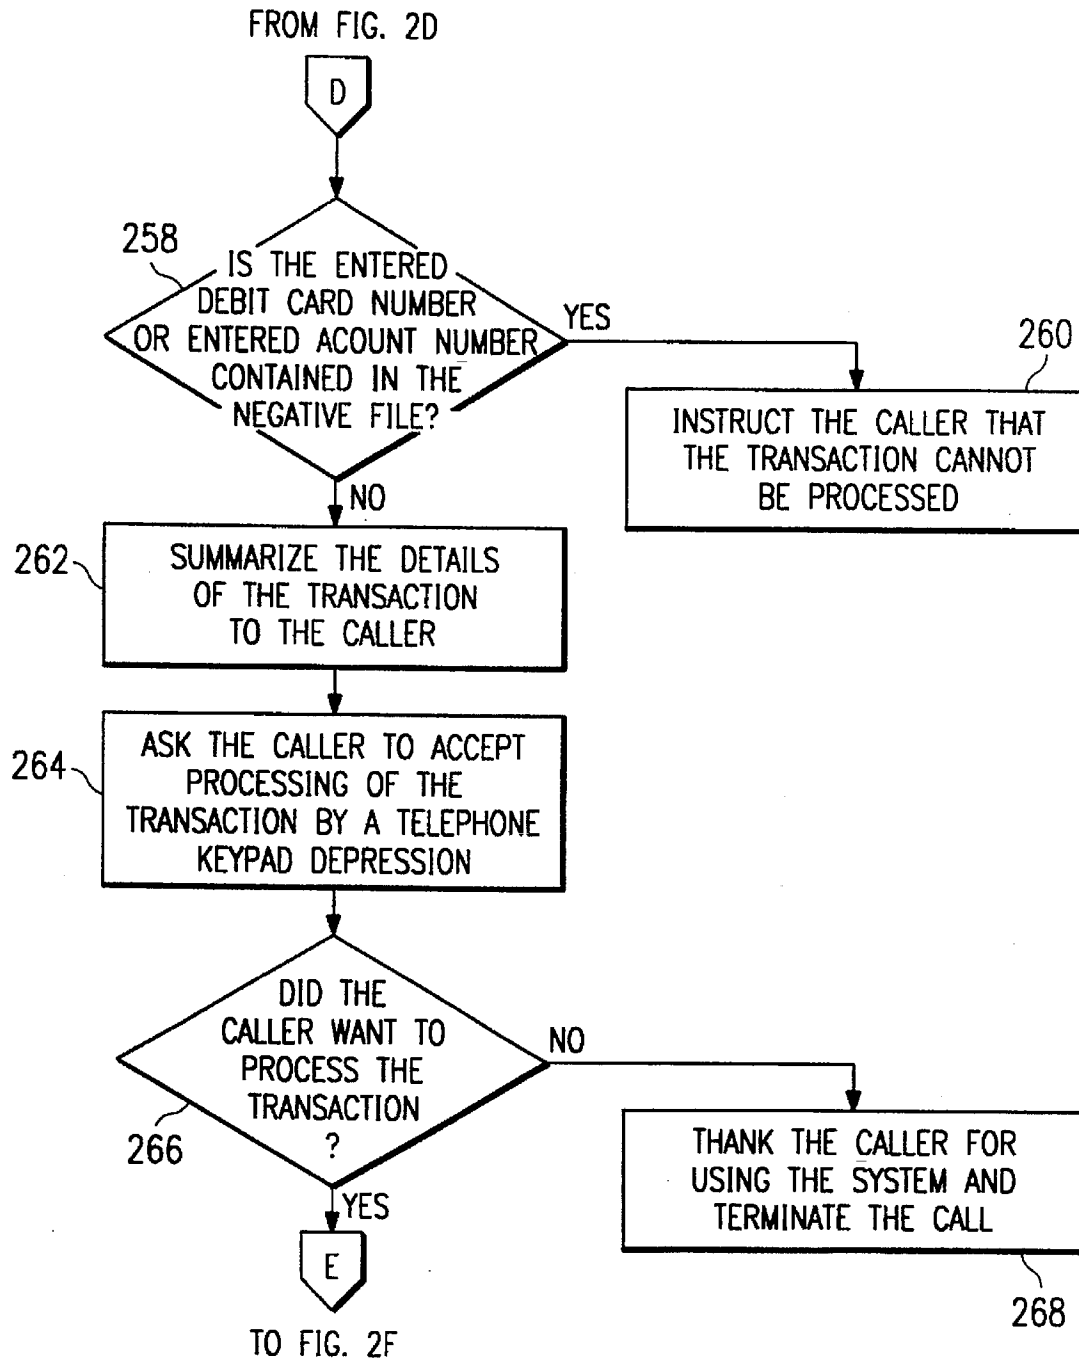 FROM FIG. 2D
D
258
IS THE ENTERED
DEBIT CARD NUMBER
OR ENTERED ACOUNT NUMBER
CONTAINED IN THE
NEGATIVE FILE?
YES
260
INSTRUCT THE CALLER THAT
THE TRANSACTION CANNOT
BE PROCESSED
NO
262
SUMMARIZE THE DETAILS
OF THE TRANSACTION
TO THE CALLER
264
ASK THE CALLER TO ACCEPT
PROCESSING OF THE
TRANSACTION BY A TELEPHONE
KEYPAD DEPRESSION
DID THE
CALLER WANT TO
PROCESS THE
TRANSACTION
?
266
NO
THANK THE CALLER FOR
USING THE SYSTEM AND
TERMINATE THE CALL
268
YES
E
TO FIG. 2F